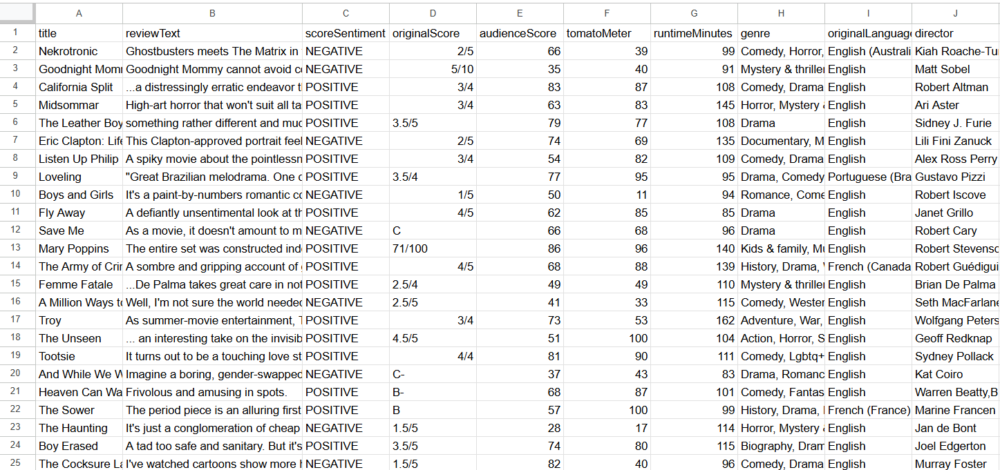 A B C D E F G H I J
1 title reviewText scoreSentiment originalScore audienceScore tomatoMeter runtimeMinutes genre originalLanguage director
2 Nekrotronic Ghostbusters meets The Matrix in NEGATIVE 2/5 66 39 99 Comedy, Horror, English (Australi Kiah Roache-Tu
3 Goodnight Mom Goodnight Mommy cannot avoid c NEGATIVE 5/10 35 40 91 Mystery & thriller English Matt Sobel
4 California Split ...a distressingly erratic endeavor t POSITIVE 3/4 83 87 108 Comedy, Drama English Robert Altman
5 Midsommar High-art horror that won't suit all ta POSITIVE 3/4 63 83 145 Horror, Mystery English Ari Aster
6 The Leather Boy something rather different and muc POSITIVE 3.5/5 79 77 108 Drama English Sidney J. Furie
7 Eric Clapton: Life This Clapton-approved portrait feel NEGATIVE 2/5 74 69 135 Documentary, M English Lili Fini Zanuck
8 Listen Up Philip A spiky movie about the pointlessn POSITIVE 3/4 54 82 109 Comedy, Drama English Alex Ross Perry
9 Loveling "Great Brazilian melodrama. One POSITIVE 3.5/4 77 95 95 Drama, Comedy Portuguese (Bra Gustavo Pizzi
10 Boys and Girls It's a paint-by-numbers romantic co NEGATIVE 1/5 50 11 94 Romance, Come English Robert Iscove
11 Fly Away A defiantly unsentimental look at th POSITIVE 4/5 62 85 85 Drama English Janet Grillo
12 Save Me As a movie, it doesn't amount to m NEGATIVE C 66 68 96 Drama English Robert Cary
13 Mary Poppins The entire set was constructed ind POSITIVE 71/100 86 96 140 Kids & family, Mu English Robert Stevenso
14 The Army of Crir A sombre and gripping account of POSITIVE 4/5 68 88 139 History, Drama, French (Canada Robert Guédigui
15 Femme Fatale ...De Palma takes great care in not POSITIVE 2.5/4 49 49 110 Mystery & thriller English Brian De Palma
16 A Million Ways to Well, I'm not sure the world needed NEGATIVE 2.5/5 41 33 115 Comedy, Wester English Seth MacFarlane
17 Troy As summer-movie entertainment, T POSITIVE 3/4 73 53 162 Adventure, War, English Wolfgang Peters
18 The Unseen ... an interesting take on the invisib POSITIVE 4.5/5 51 100 104 Action, Horror, S English Geoff Redknap
19 Tootsie It turns out to be a touching love st POSITIVE 4/4 81 90 111 Comedy, Lgbtq+ English Sydney Pollack
20 And While We W Imagine a boring, gender-swapped NEGATIVE C- 37 43 83 Drama, Romanc English Kat Coiro
21 Heaven Can Wa Frivolous and amusing in spots. POSITIVE B- 68 87 101 Comedy, Fantas English Warren Beatty,B
22 The Sower The period piece is an alluring first POSITIVE B 57 100 99 History, Drama, French (France) Marine Francen
23 The Haunting It's just a conglomeration of cheap NEGATIVE 1.5/5 28 17 114 Horror, Mystery English Jan de Bont
24 Boy Erased A tad too safe and sanitary. But it's POSITIVE 3.5/5 74 80 115 Biography, Dram English Joel Edgerton
25 The Cocksure La I've watched cartoons show more NEGATIVE 1.5/5 82 40 96 Comedy, Drama English Murray Foster